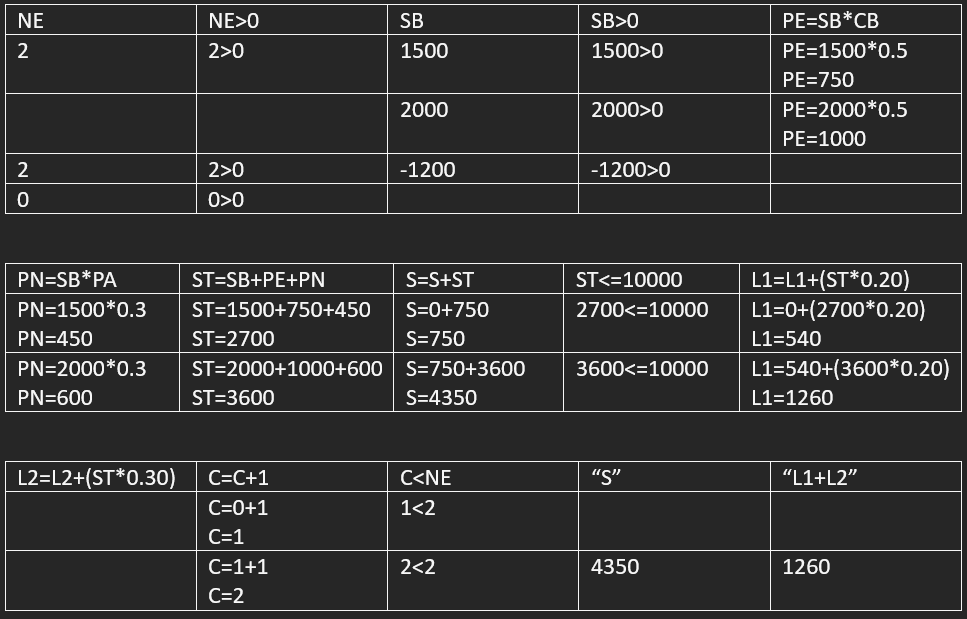 NE NE>0 SB SB>0 PE=SB*CB
2 2>0 1500 1500>0 PE=1500*0.5
PE=750
2000 2000>0 PE=2000*0.5
PE=1000
2 2>0 -1200 -1200>0
0 0>0
PN=SB*PA ST=SB+PE+PN S=S+ST ST<=10000 L1=L1+(ST*0.20)
PN=1500*0.3 ST=1500+750+450 S=0+750 2700<=10000 L1=0+(2700*0.20)
PN=450 ST=2700 S=750 L1=540
PN=2000*0.3 ST=2000+1000+600 S=750+3600 3600<=10000 L1=540+(3600*0.20)
PN=600 ST=3600 S=4350 L1=1260
L2=L2+(ST*0.30) C=C+1 C<NE “S” “L1+L2”
C=0+1 1<2
C=1
C=1+1 2<2 4350 1260
C=2